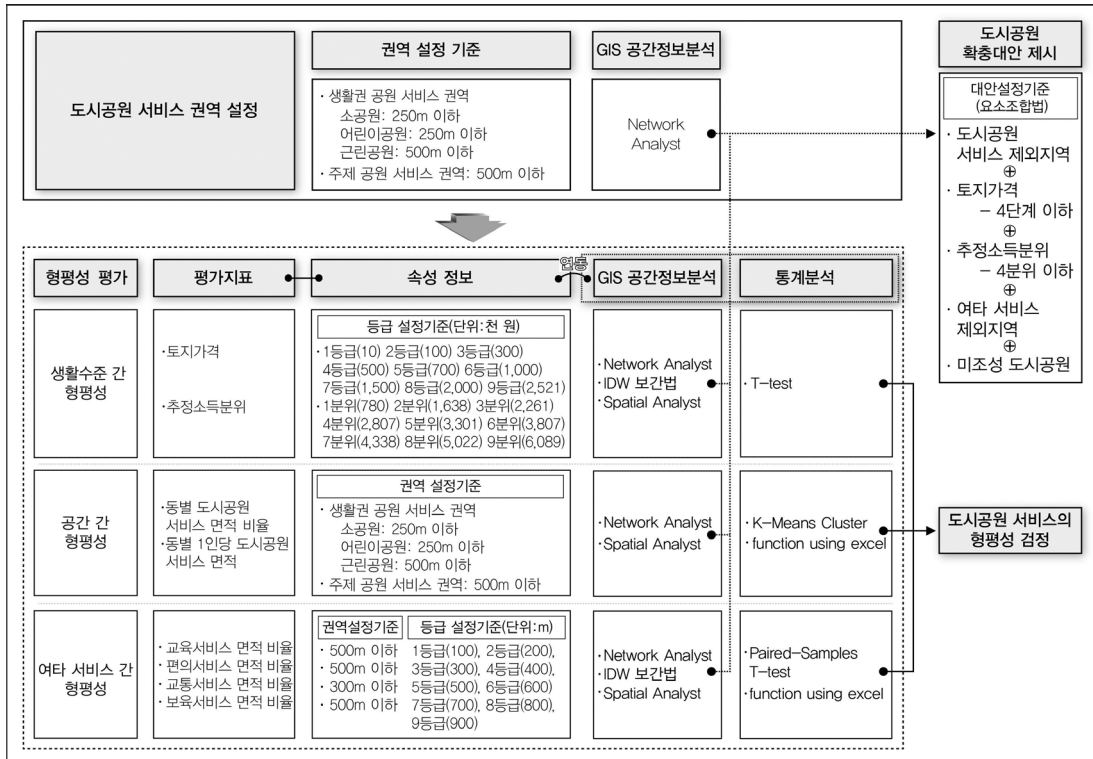 도시공원 서비스 권역 설정
권역 설정 기준
· 생활권 공원 서비스 권역
소공원: 250m 이하
어린이공원: 250m 이하
근린공원: 500m 이하
· 주제 공원 서비스 권역: 500m 이하
GIS 공간정보분석
Network
Analyst
도시공원
확충대안 제시
대안설정기준
(요소조합법)
· 도시공원
서비스 제외지역
⊕
· 토지가격
– 4단계 이하
⊕
· 추정소득분위
– 4분위 이하
⊕
· 여타 서비스
제외지역
⊕
· 미조성 도시공원
형평성 평가
평가지표
속성 정보
연동
GIS 공간정보분석
통계분석
생활수준 간
형평성
·토지가격
·추정소득분위
등급 설정기준(단위:천 원)
·1등급(10) 2등급(100) 3등급(300)
4등급(500) 5등급(700) 6등급(1,000)
7등급(1,500) 8등급(2,000) 9등급(2,521)
·1분위(780) 2분위(1,638) 3분위(2,261)
4분위(2,807) 5분위(3,301) 6분위(3,807)
7분위(4,338) 8분위(5,022) 9분위(6,089)
·Network Analyst
·IDW 보간법
·Spatial Analyst
·T-test
공간 간
형평성
·동별 도시공원
서비스 면적 비율
·동별 1인당 도시공원
서비스 면적
권역 설정기준
· 생활권 공원 서비스 권역
소공원: 250m 이하
어린이공원: 250m 이하
근린공원: 500m 이하
· 주제 공원 서비스 권역: 500m 이하
·Network Analyst
·Spatial Analyst
·K-Means Cluster
·function using excel
도시공원 서비스의
형평성 검정
여타 서비스 간
형평성
· 교육서비스 면적 비율
· 편의서비스 면적 비율
· 교통서비스 면적 비율
· 보육서비스 면적 비율
권역설정기준
· 500m 이하
· 500m 이하
· 300m 이하
· 500m 이하
등급 설정기준(단위:m)
1등급(100), 2등급(200),
3등급(300), 4등급(400),
5등급(500), 6등급(600)
7등급(700), 8등급(800),
9등급(900)
·Network Analyst
·IDW 보간법
·Spatial Analyst
·Paired-Samples
T-test
·function using excel